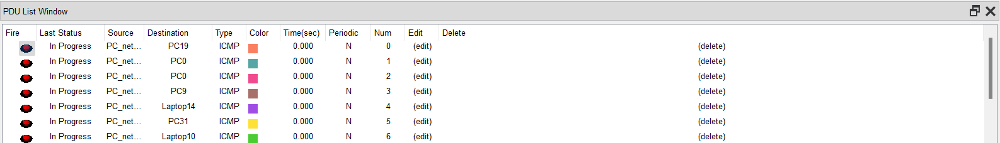 PDU List Window
Fire Last Status Source Destination Type Color Time(sec) Periodic Num Edit Delete
In Progress PC_net... PC19 ICMP 0.000 N 0 (edit) (delete)
In Progress PC_net... PC0 ICMP 0.000 N 1 (edit) (delete)
In Progress PC_net... PC0 ICMP 0.000 N 2 (edit) (delete)
In Progress PC_net... PC9 ICMP 0.000 N 3 (edit) (delete)
In Progress PC_net... Laptop14 ICMP 0.000 N 4 (edit) (delete)
In Progress PC_net... PC31 ICMP 0.000 N 5 (edit) (delete)
In Progress PC_net... Laptop10 ICMP 0.000 N 6 (edit) (delete)